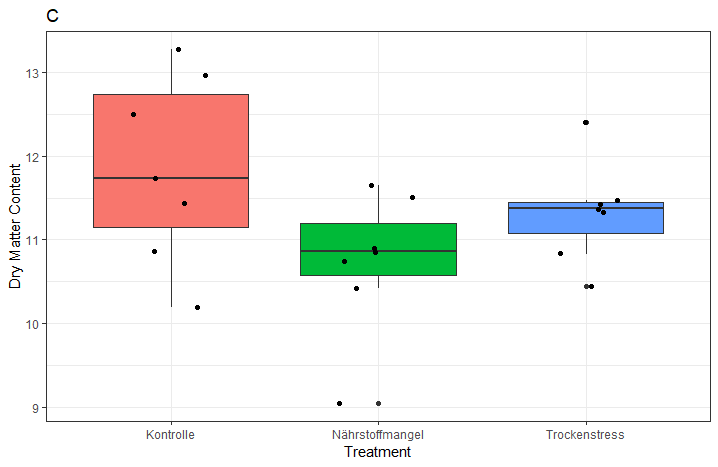 C
Dry Matter Content
13
12
11
10
9
Kontrolle
Nährstoffmangel
Trockenstress
Treatment